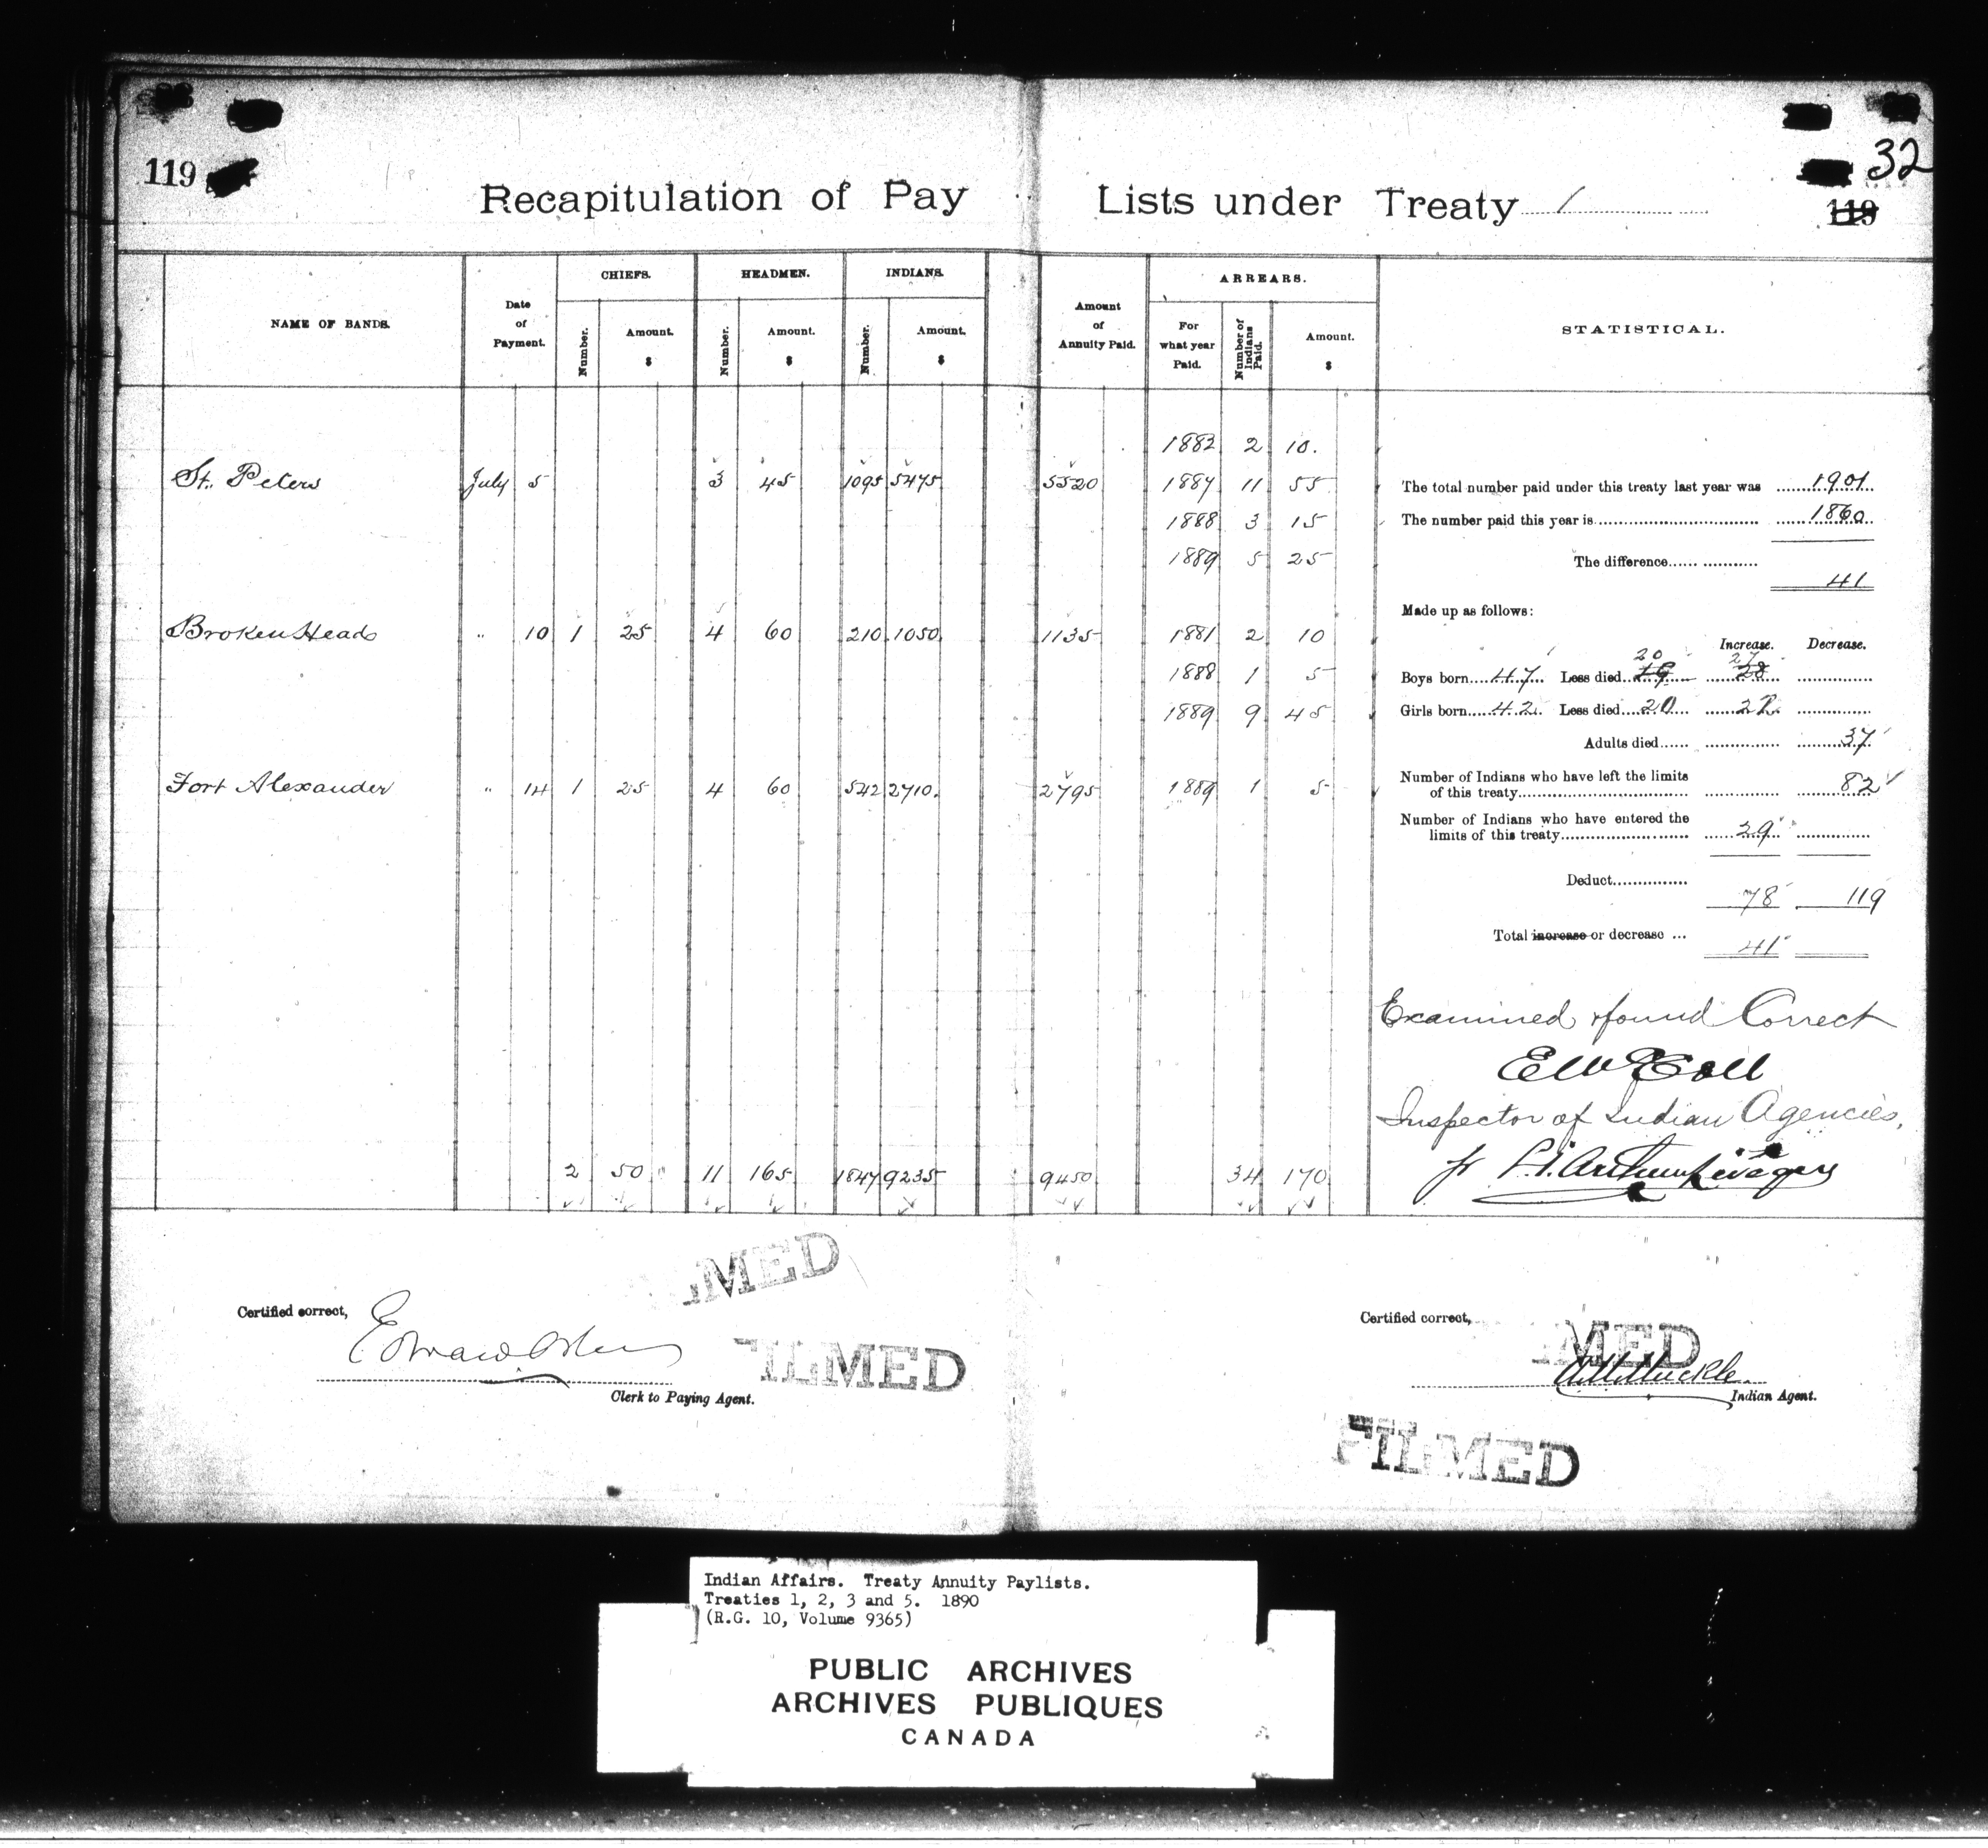 119
32
119
Recapitulation of Pay Lists under Treaty 1
CHIEFS. HEADMEN. INDIANS. ARREARS.
NAME OF BANDS. Date of Payment. Number. Amount. $ Number. Amount. $ Number. Amount. $ Amount of Annuity Paid. For what year Paid. Number of Indians Paid. Amount. $ STATISTICAL.
1882 2 10.
St. Peters July 5 3 45 1095 5475 5520 1887 11 55
1888 3 15
1889 5 25
Broken Heads " 10 1 25 4 60 210 1050 1135 1881 2 10
1888 1 5
1889 9 45
Fort Alexander " 14 1 25 4 60 542 2710. 2795 1889 1 5
2 50 11 165 1847 9235 9450 34 170
The total number paid under this treaty last year was 1901
The number paid this year is 1860
The difference 41
Made up as follows:
Increase. Decrease.
20 27
Boys born 47 Less died 19 28
Girls born 42 Less died 20 22
Adults died 37
Number of Indians who have left the limits
of this treaty 82
Number of Indians who have entered the
limits of this treaty 29
Deduct 78 119
Total increase or decrease ... 41
Examined & found Correct
E McColl
Inspector of Indian Agencies,
Certified correct,
Edward
Clerk to Paying Agent.
Certified correct,
A M Muckle
Indian Agent.
FILMED
FILMED
Indian Affairs. Treaty Annuity Paylists.
Treaties 1, 2, 3 and 5. 1890
(R.G. 10, Volume 9365)
PUBLIC ARCHIVES
ARCHIVES PUBLIQUES
CANADA